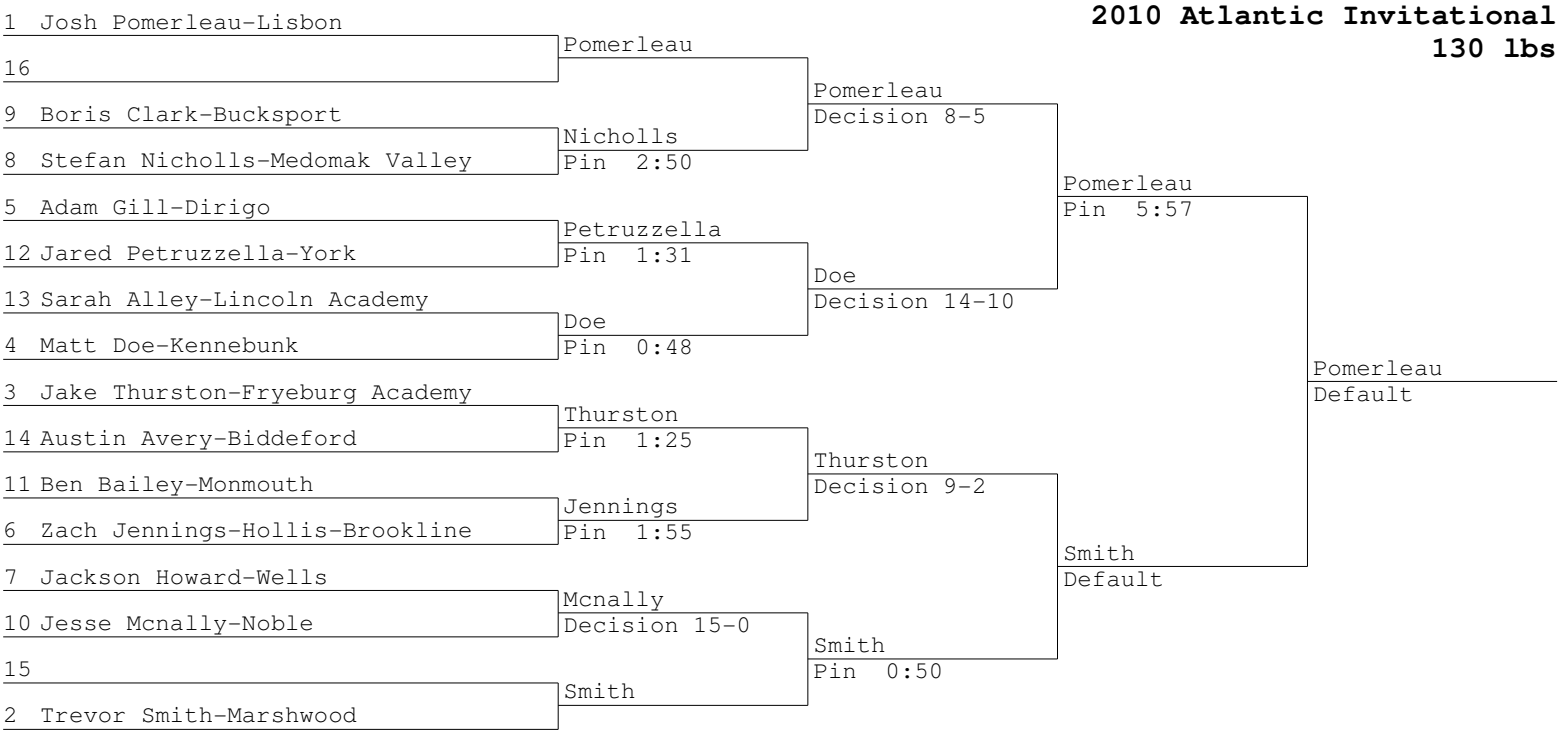 2010 Atlantic Invitational
130 lbs
1 Josh Pomerleau-Lisbon
16
9 Boris Clark-Bucksport
8 Stefan Nicholls-Medomak Valley
5 Adam Gill-Dirigo
12 Jared Petruzzella-York
13 Sarah Alley-Lincoln Academy
4 Matt Doe-Kennebunk
3 Jake Thurston-Fryeburg Academy
14 Austin Avery-Biddeford
11 Ben Bailey-Monmouth
6 Zach Jennings-Hollis-Brookline
7 Jackson Howard-Wells
10 Jesse Mcnally-Noble
15
2 Trevor Smith-Marshwood
Pomerleau
Nicholls
Pin 2:50
Petruzzella
Pin 1:31
Doe
Pin 0:48
Thurston
Pin 1:25
Jennings
Pin 1:55
Mcnally
Decision 15-0
Smith
Pomerleau
Decision 8-5
Doe
Decision 14-10
Thurston
Decision 9-2
Smith
Pin 0:50
Pomerleau
Pin 5:57
Smith
Default
Pomerleau
Default